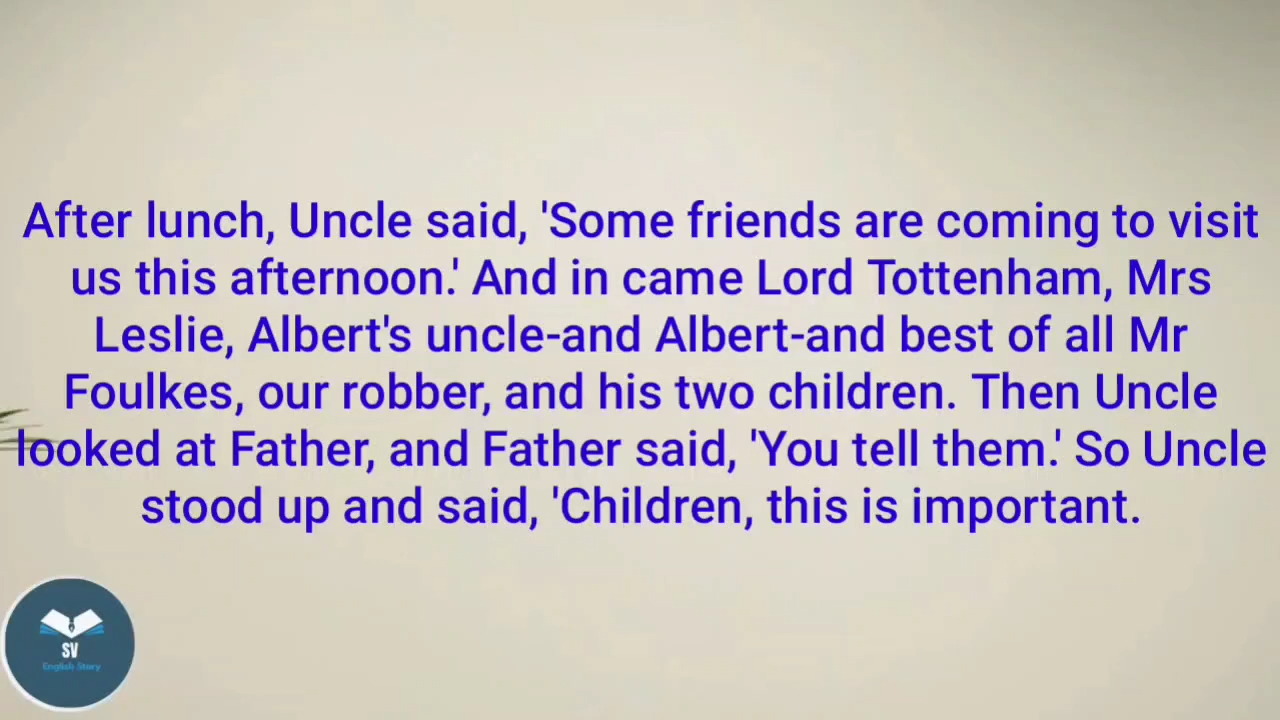 After lunch, Uncle said, 'Some friends are coming to visit
us this afternoon.' And in came Lord Tottenham, Mrs
Leslie, Albert's uncle-and Albert-and best of all Mr
Foulkes, our robber, and his two children. Then Uncle
looked at Father, and Father said, 'You tell them.' So Uncle
stood up and said, 'Children, this is important.
SV
English Story